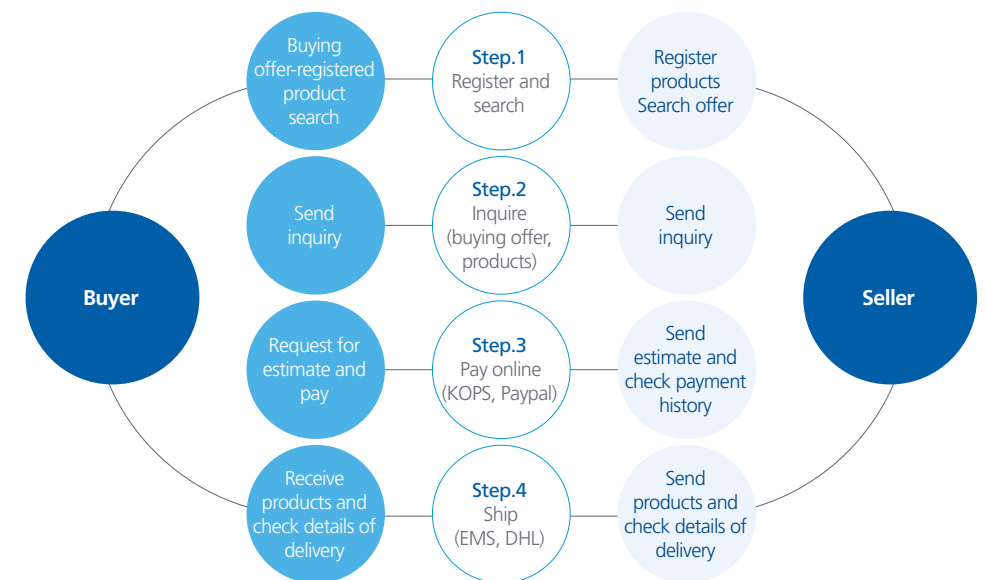 Buying
offer-registered
product
search
Step.1
Register and
search
Register
products
Search offer
Send
inquiry
Step.2
Inquire
(buying offer,
products)
Send
inquiry
Buyer
Seller
Request for
estimate and
pay
Step.3
Pay online
(KOPS, Paypal)
Send
estimate and
check payment
history
Receive
products and
check details of
delivery
Step.4
Ship
(EMS, DHL)
Send
products and
check details of
delivery